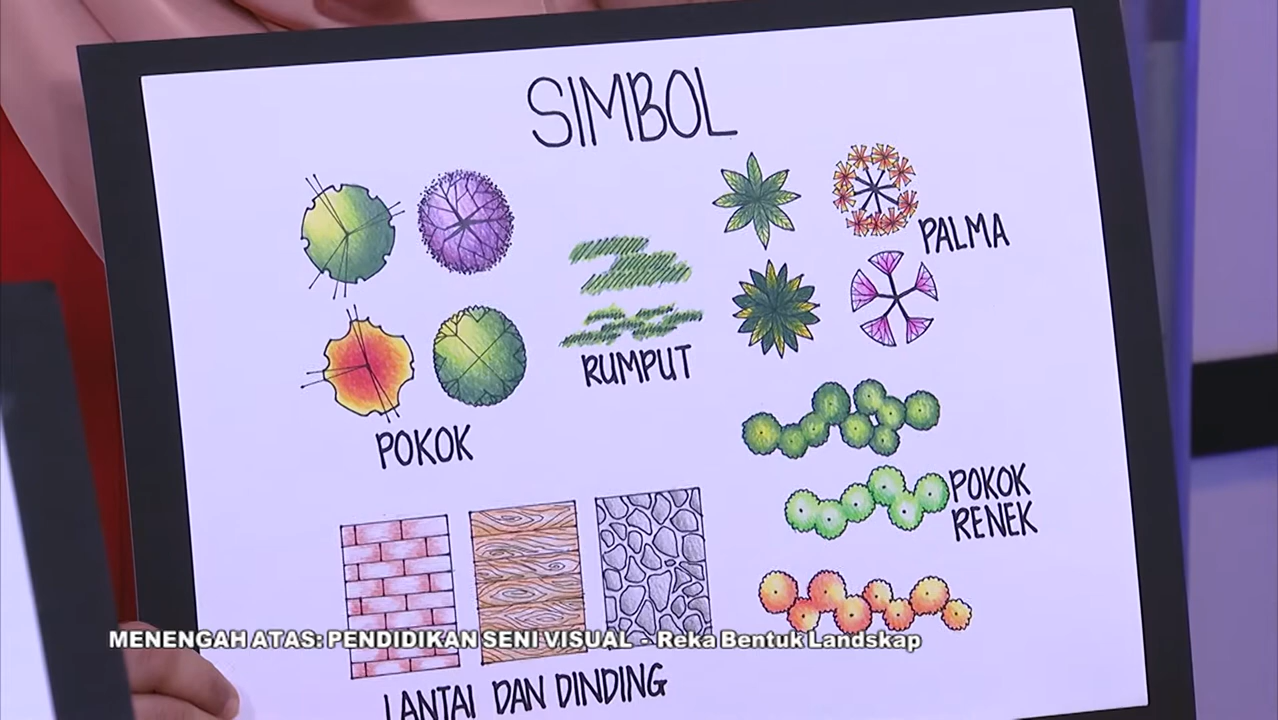 SIMBOL
PALMA
RUMPUT
POKOK
POKOK
RENEK
MENENGAH ATAS: PENDIDIKAN SENI VISUAL - Reka Bentuk Landskap
LANTAI DAN DINDING